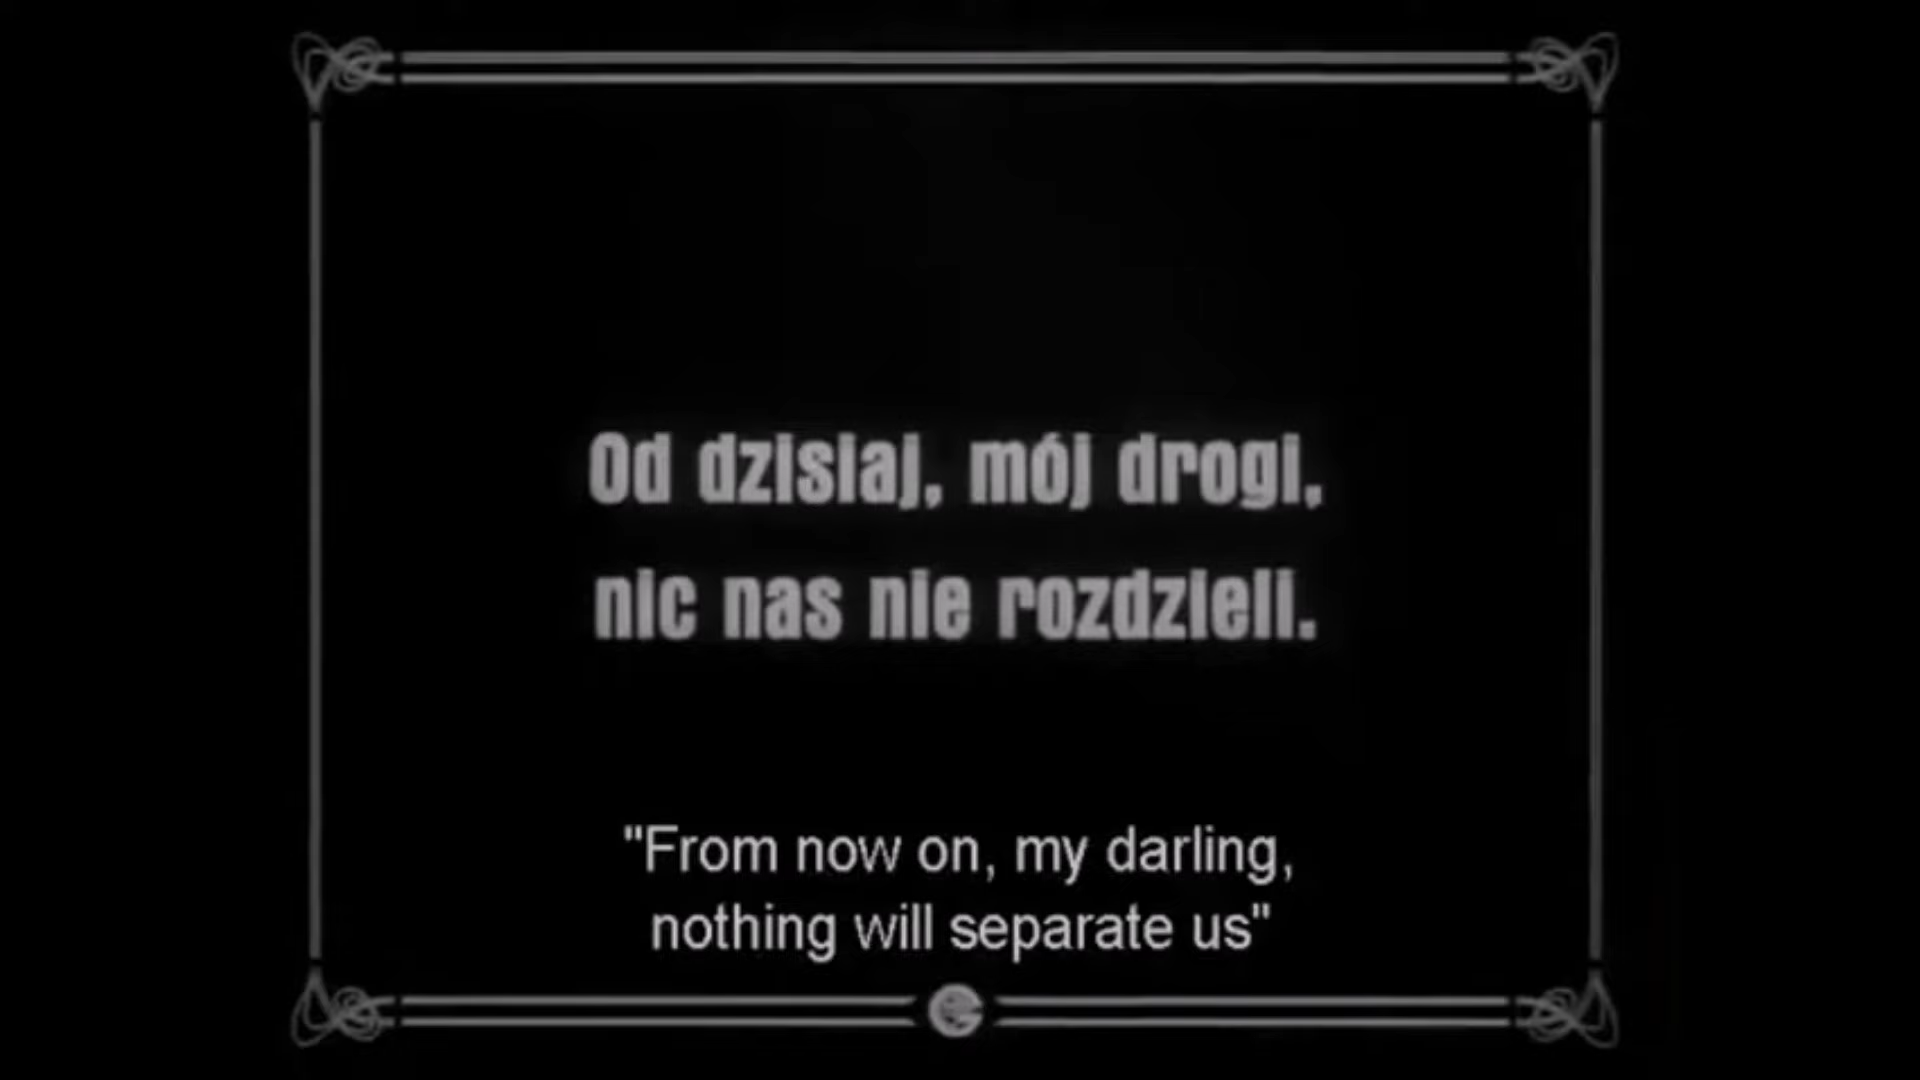 Od dzisiaj, mój drogi,
nic nas nie rozdzieli.
"From now on, my darling,
nothing will separate us"